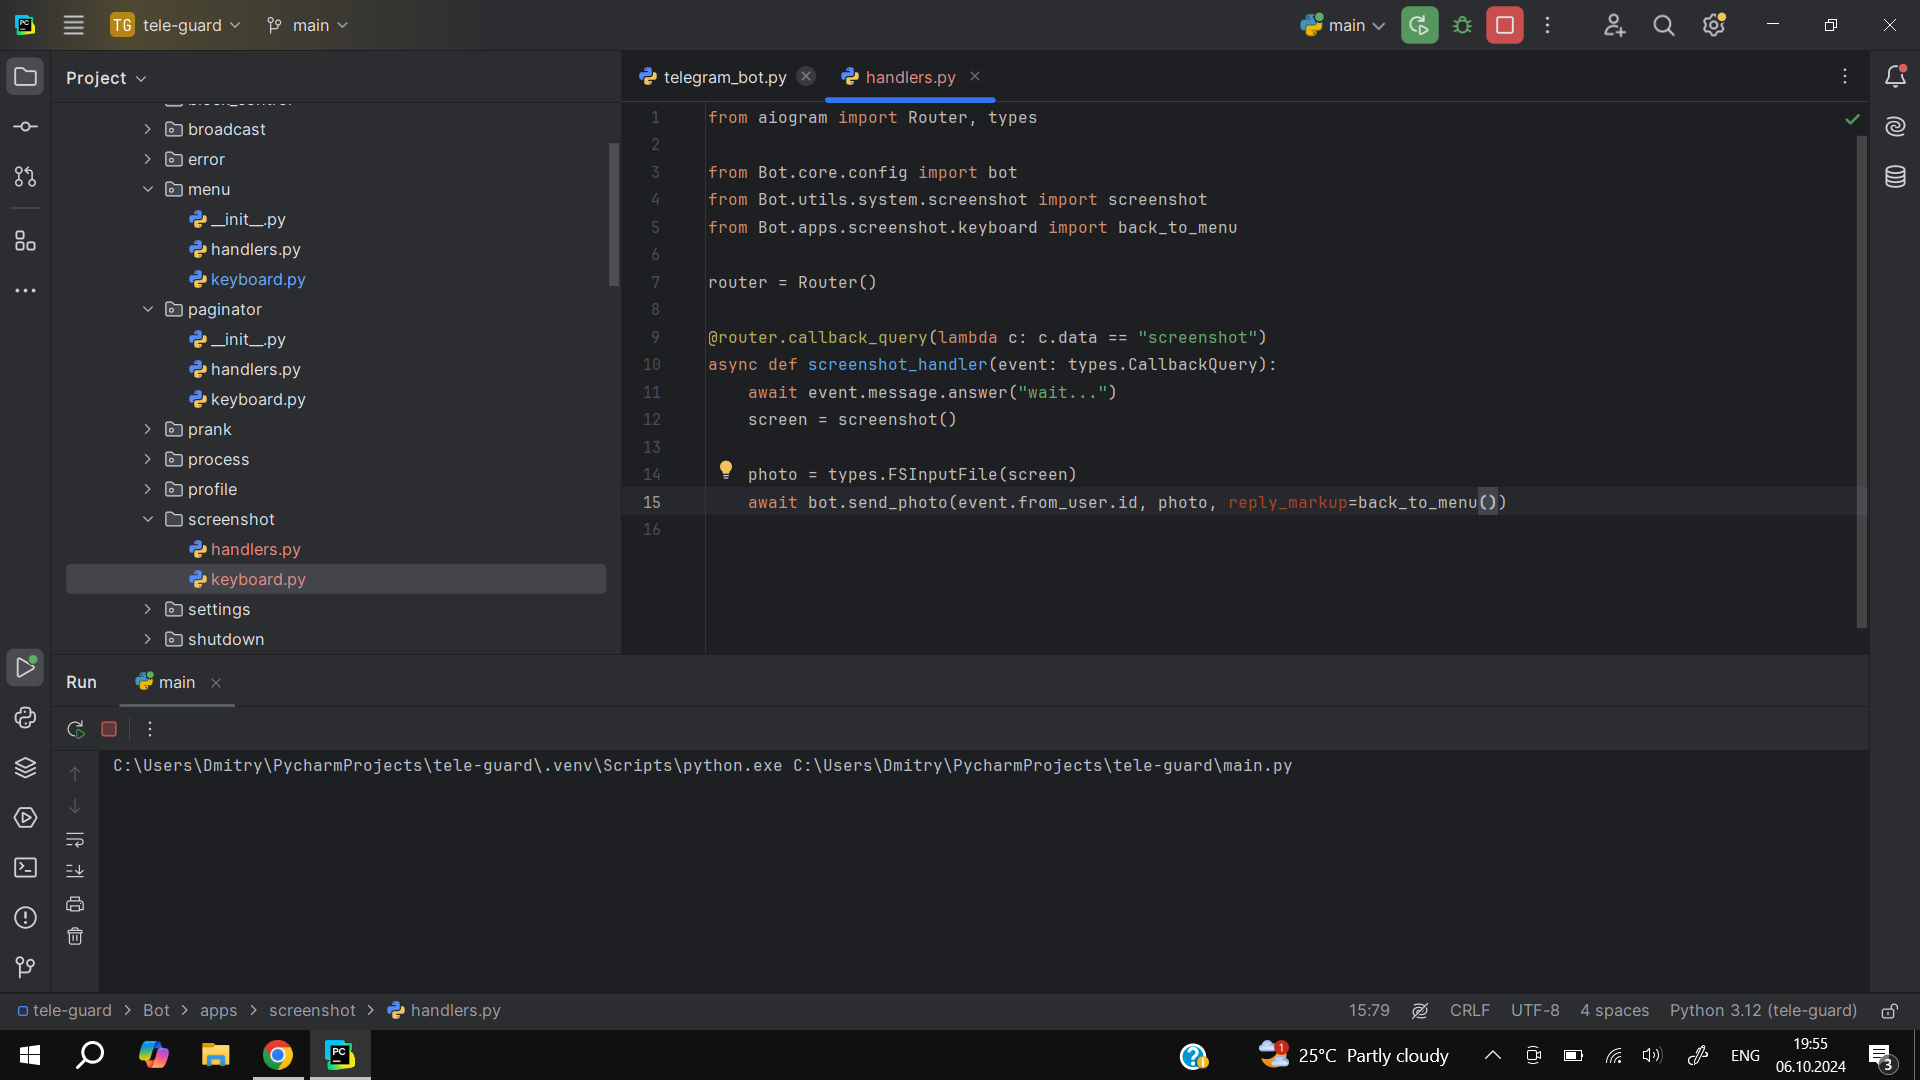 TG tele-guard main
main
Project
broadcast
error
menu
__init__.py
handlers.py
keyboard.py
paginator
__init__.py
handlers.py
keyboard.py
prank
process
profile
screenshot
handlers.py
keyboard.py
settings
shutdown
telegram_bot.py handlers.py
1 from aiogram import Router, types
2
3 from Bot.core.config import bot
4 from Bot.utils.system.screenshot import screenshot
5 from Bot.apps.screenshot.keyboard import back_to_menu
6
7 router = Router()
8
9 @router.callback_query(lambda c: c.data == "screenshot")
10 async def screenshot_handler(event: types.CallbackQuery):
11 await event.message.answer("wait...")
12 screen = screenshot()
13
14 photo = types.FSInputFile(screen)
15 await bot.send_photo(event.from_user.id, photo, reply_markup=back_to_menu())
16
Run main
C:\Users\Dmitry\PycharmProjects\tele-guard\.venv\Scripts\python.exe C:\Users\Dmitry\PycharmProjects\tele-guard\main.py
tele-guard > Bot > apps > screenshot > handlers.py
15:79 CRLF UTF-8 4 spaces Python 3.12 (tele-guard)
PC
1 25°C Partly cloudy
ENG
19:55
06.10.2024
3